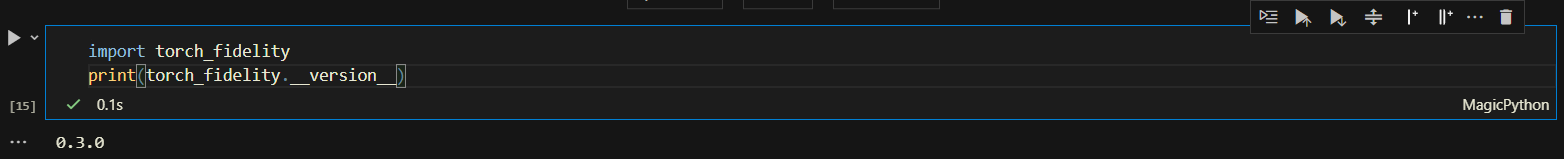 import torch_fidelity
print(torch_fidelity.__version__)
[15]
0.1s
MagicPython
0.3.0